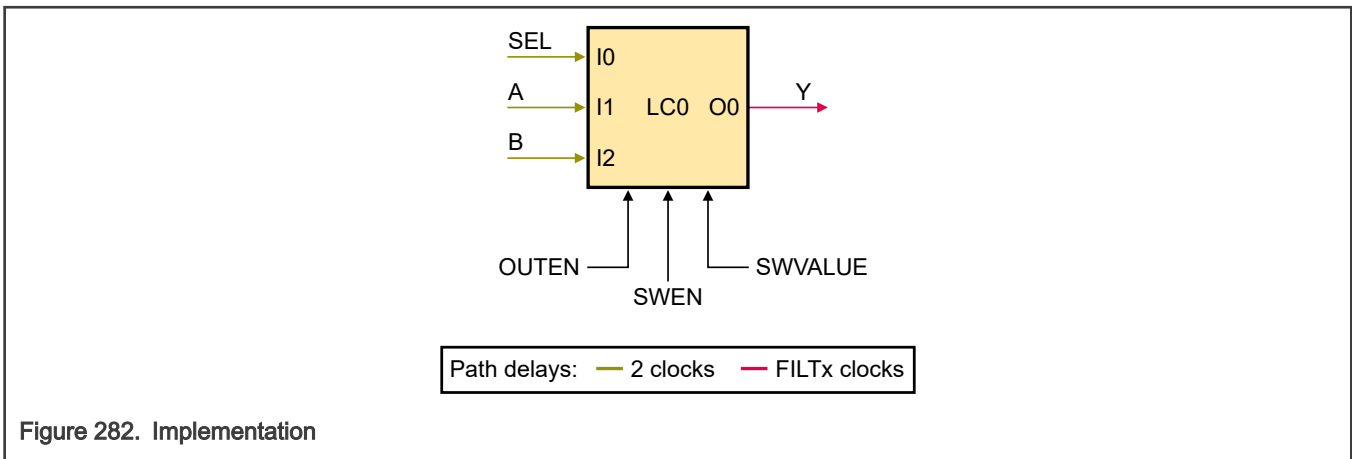 SEL
I0
A
I1 LC0 O0
Y
B
I2
OUTEN
SWVALUE
SWEN
Path delays: 2 clocks FILTx clocks
Figure 282. Implementation